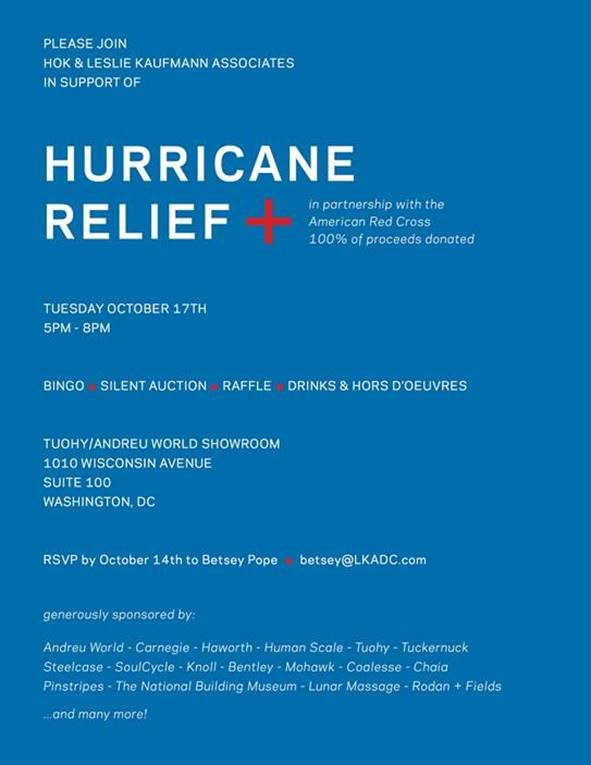 PLEASE JOIN
HOK & LESLIE KAUFMANN ASSOCIATES
IN SUPPORT OF
HURRICANE
RELIEF
in partnership with the
American Red Cross
100% of proceeds donated
TUESDAY OCTOBER 17TH
5PM - 8PM
BINGO • SILENT AUCTION • RAFFLE • DRINKS & HORS D'OEUVRES
TUOHY/ANDREU WORLD SHOWROOM
1010 WISCONSIN AVENUE
SUITE 100
WASHINGTON, DC
RSVP by October 14th to Betsey Pope • betsey@LKADC.com
generously sponsored by:
Andreu World - Carnegie - Haworth - Human Scale - Tuohy - Tuckernuck
Steelcase - SoulCycle - Knoll - Bentley - Mohawk - Coalesse - Chaia
Pinstripes - The National Building Museum - Lunar Massage - Rodan + Fields
...and many more!